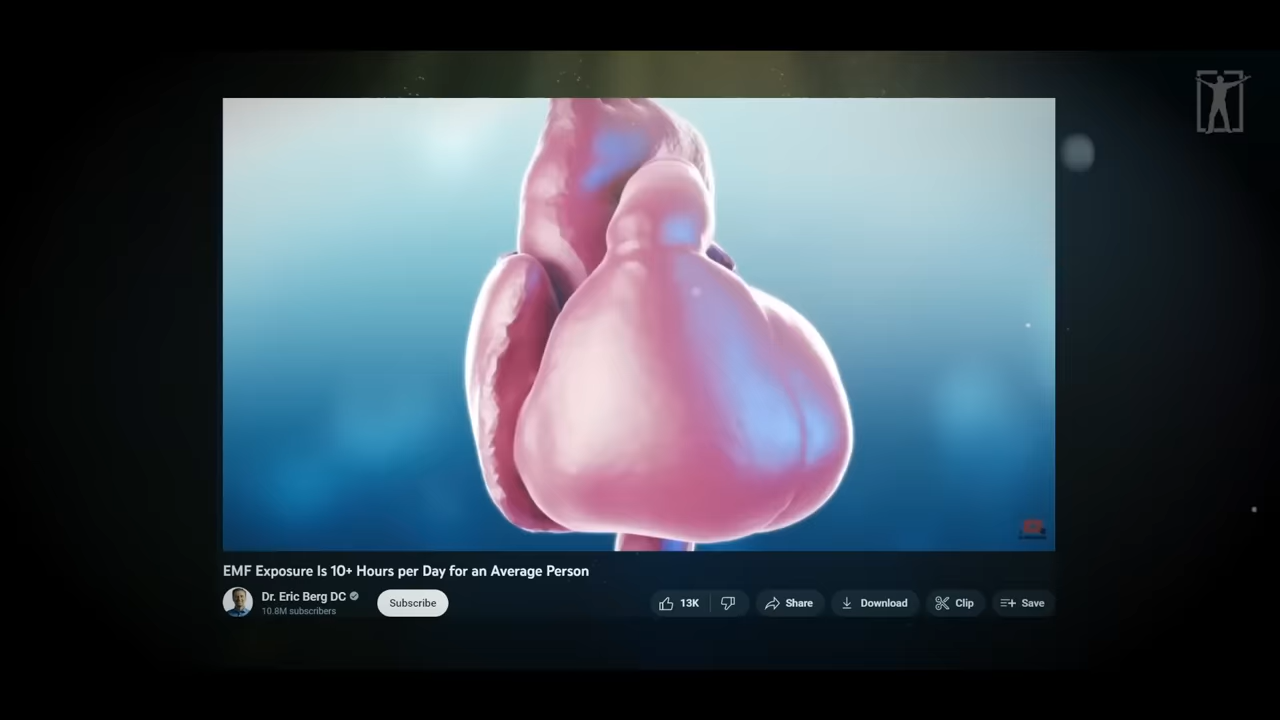 EMF Exposure Is 10+ Hours per Day for an Average Person
Dr. Eric Berg DC
10.8M subscribers
Subscribe
13K
Share
Download
Clip
Save